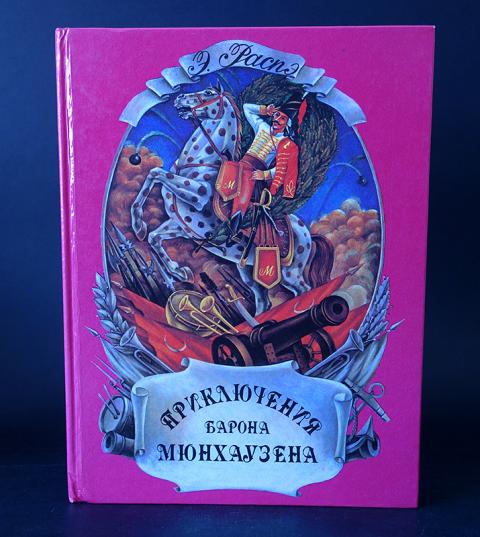 Э. Распэ
М
М
ПРИКЛЮЧЕНИЯ
БАРОНА
МЮНХАУЗЕНА